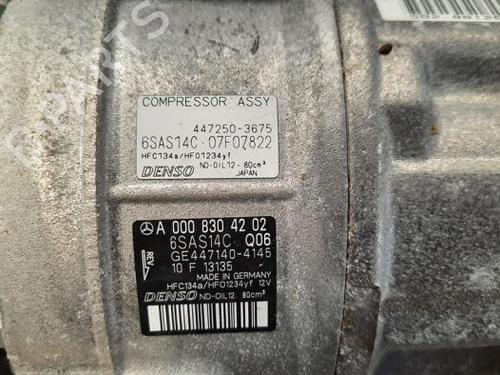 COMPRESSOR ASSY
447250-3675
6SAS14C 07F07822
HFC134a/HFO1234yf
DENSO ND-OIL12 80cm³
JAPAN
A 000 830 42 02
6SAS14C Q06
REV. GE447140-4145
10 F 13135
MADE IN GERMANY
HFC134a/HFO1234yf 12V
DENSO ND-OIL12 80cm³